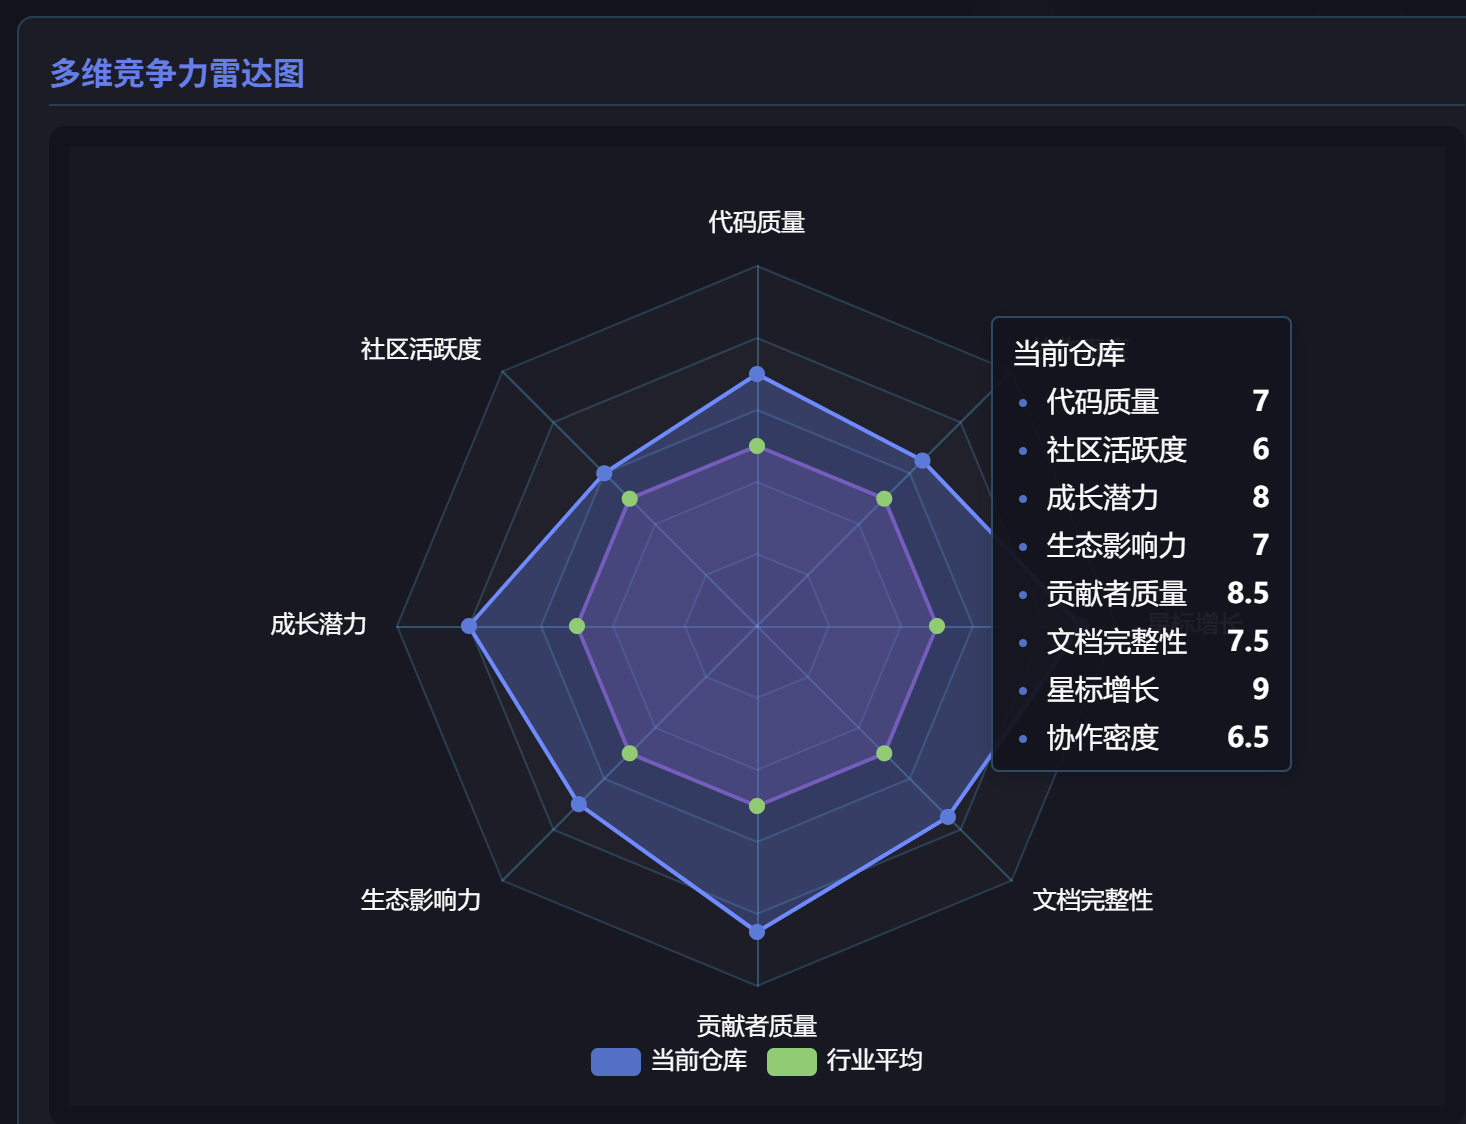 多维竞争力雷达图
代码质量
社区活跃度
成长潜力
生态影响力
贡献者质量
文档完整性
星标增长
当前仓库
代码质量 7
社区活跃度 6
成长潜力 8
生态影响力 7
贡献者质量 8.5
文档完整性 7.5
星标增长 9
协作密度 6.5
当前仓库 行业平均